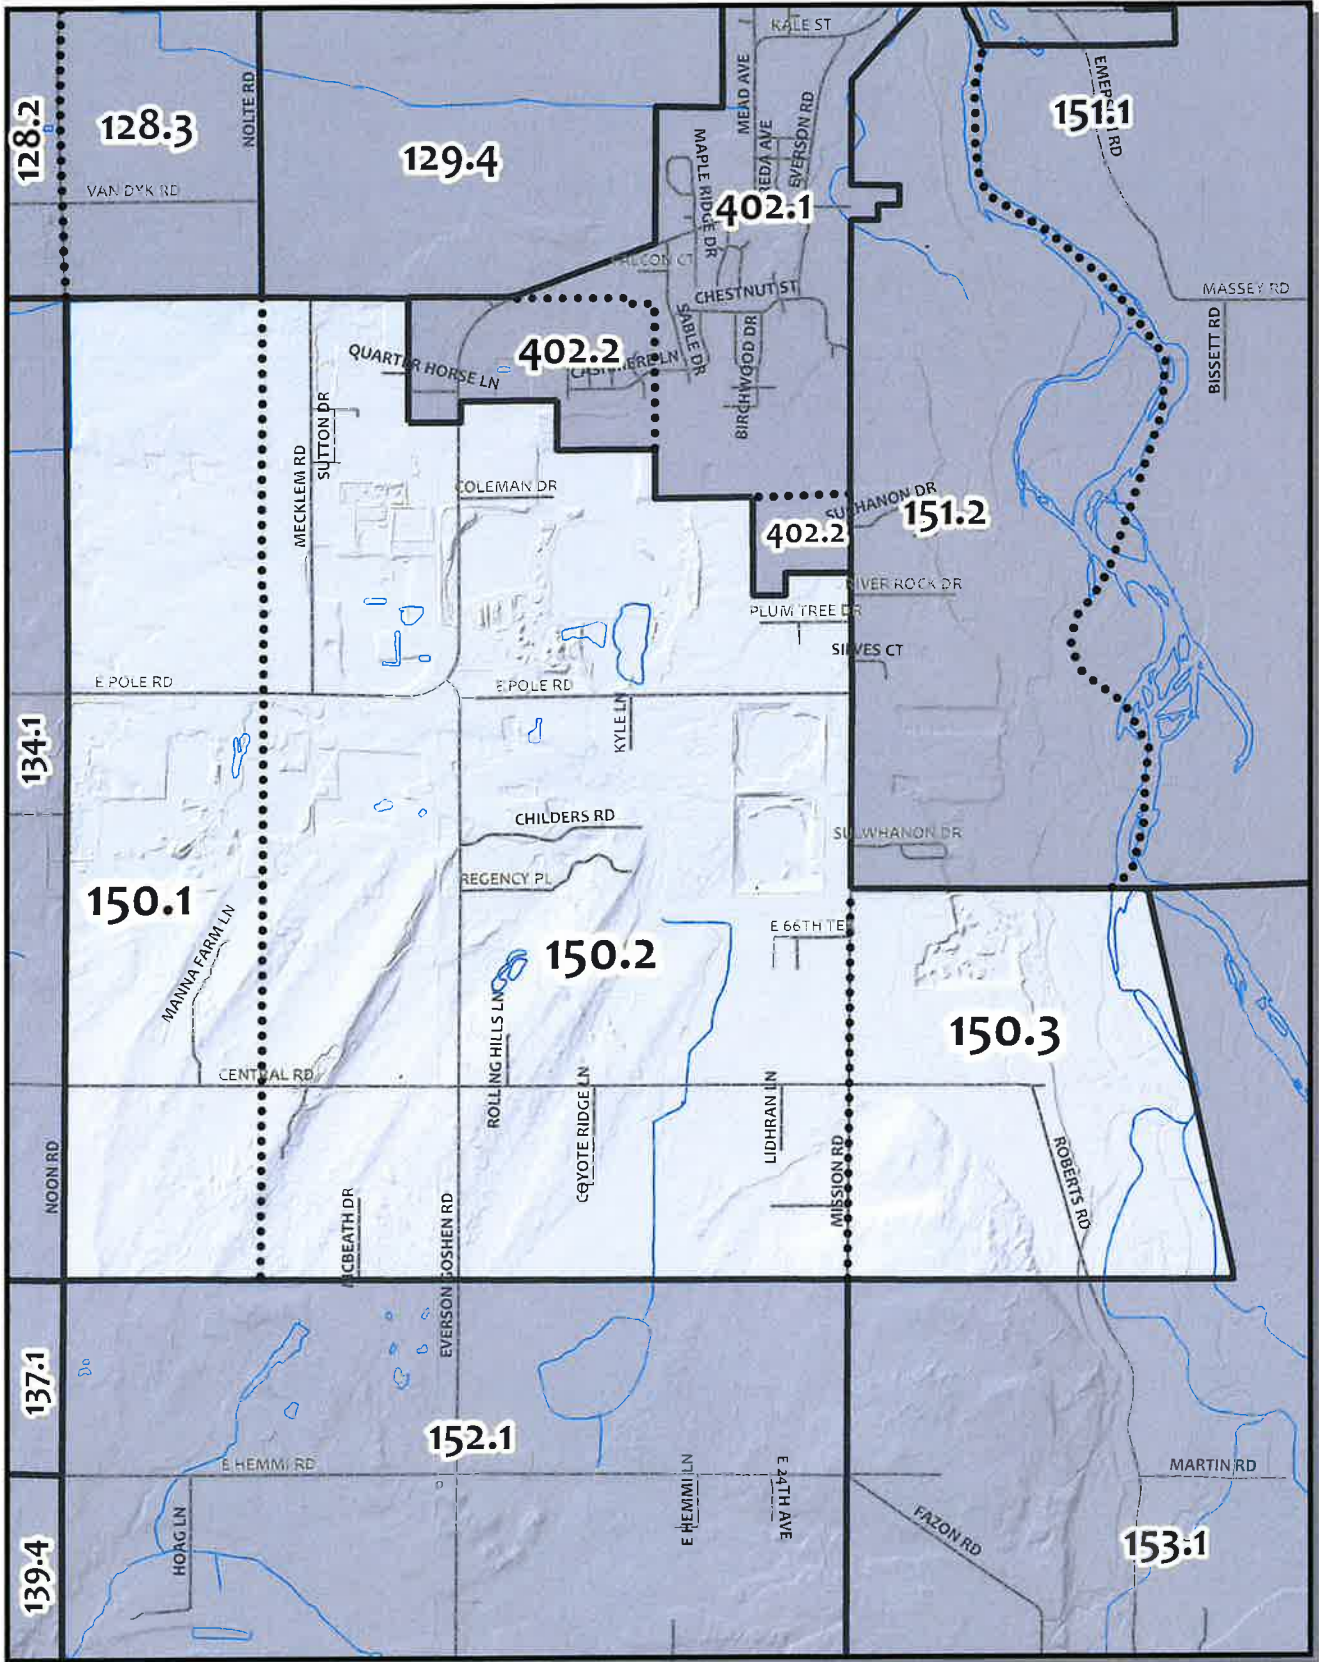 KALE ST
MEAD AVE
128.2
128.3
NOLTE RD
129.4
151.1
MAPLE RIDGE DR
REDA AVE
EVERSON RD
VAN DYK RD
402.1
CHESTNUT ST
MASSEY RD
BISSETT RD
QUARTER HORSE LN
402.2
SABLE DR
BIRCHWOOD DR
SUTTON DR
MECKLEM RD
COLEMAN DR
151.2
402.2
RIVER ROCK DR
PLUM TREE DR
E POLE RD
E POLE RD
KYLE LN
134.1
CHILDERS RD
SULWHANON DR
REGENCY PL
150.1
MANNA FARM LN
E 66TH TE
150.2
ROLLING HILLS LN
150.3
CENTRAL RD
COYOTE RIDGE LN
LIDHRAN LN
NOON RD
MISSION RD
ROBERTS RD
MCBEATH DR
EVERSON GOSHEN RD
137.1
152.1
E HEMMI RD
MARTIN RD
E HEMMI LN
E 24TH AVE
HOAG LN
FAZON RD
139.4
153.1